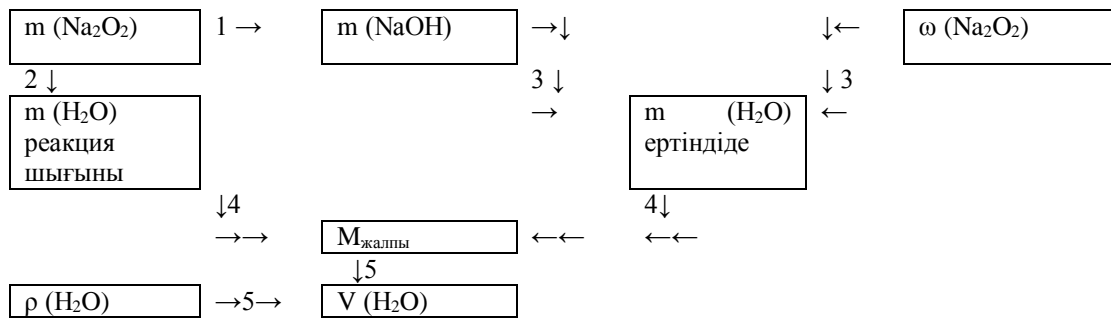 m (Na₂O₂) 1 → m (NaOH) →↓ ↓← ω (Na₂O₂)
2 ↓ 3 ↓ ↓ 3
m (H₂O) → m (H₂O) ←
реакция ертіндіде
шығыны
↓4 4↓
→→ Mжалпы ←← ←←
↓5
ρ (H₂O) →5→ V (H₂O)